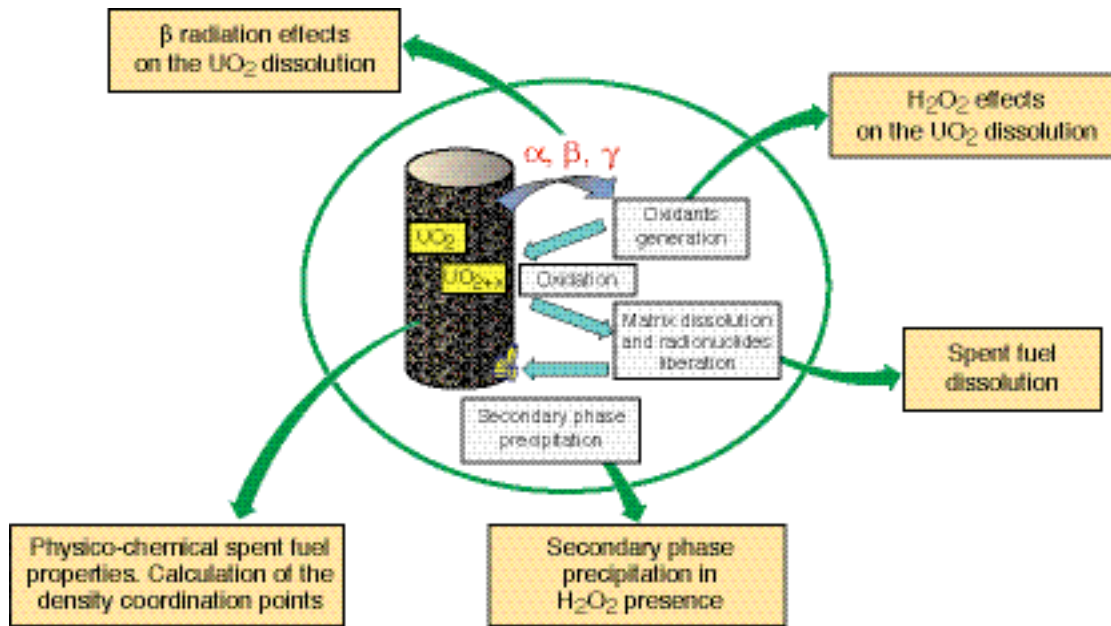 β radiation effects
on the UO₂ dissolution
H₂O₂ effects
on the UO₂ dissolution
α, β, γ
Oxidants
generation
UO₂
UO₂₊ₓ
Oxidation
Matrix dissolution
and radionuclides
liberation
Spent fuel
dissolution
Secondary phase
precipitation
Physico-chemical spent fuel
properties. Calculation of the
density coordination points
Secondary phase
precipitation in
H₂O₂ presence